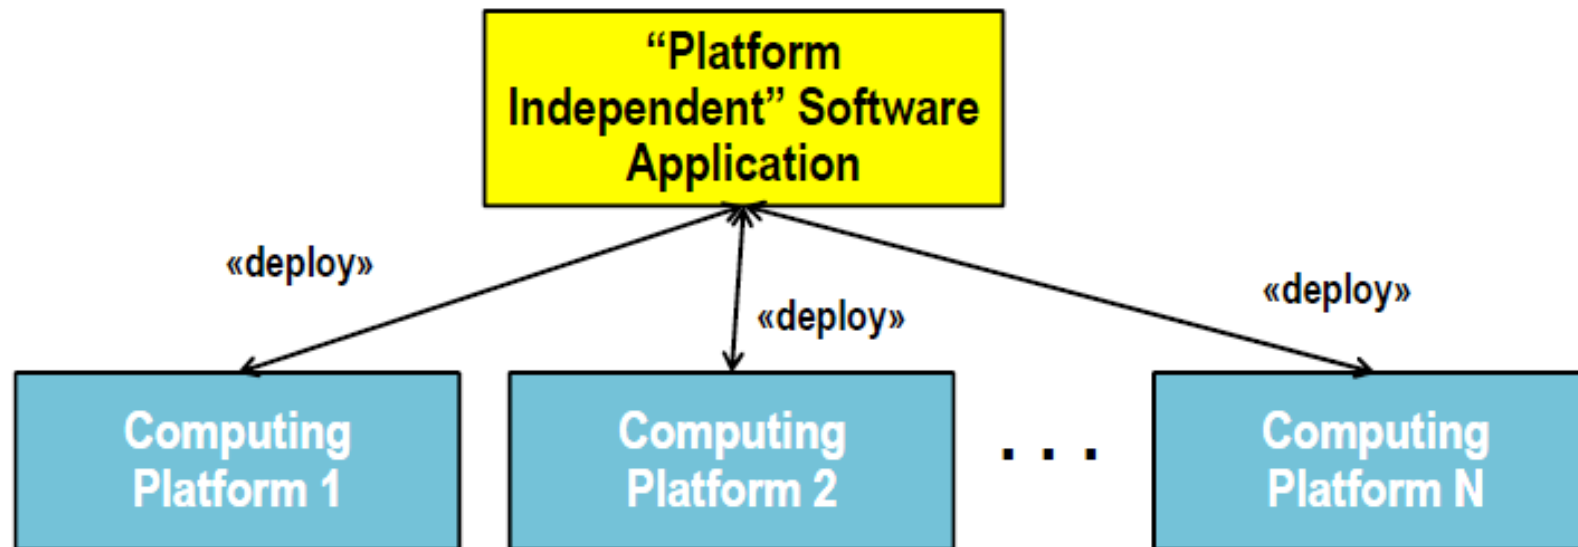 “Platform
Independent” Software
Application
«deploy»
«deploy»
«deploy»
Computing
Platform 1
Computing
Platform 2
. . .
Computing
Platform N